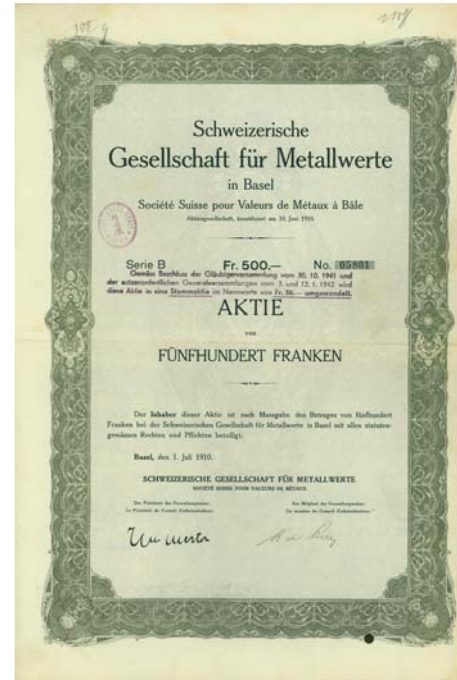 Schweizerische
Gesellschaft für Metallwerte
in Basel
Société Suisse pour Valeurs de Métaux à Bâle
Aktiengesellschaft, konstituiert am 10. Juni 1910.
Serie B Fr. 500.— No. 05801
Gemäss Beschluss der Gläubigerversammlung vom 30. 10. 1941 und
der ausserordentlichen Generalversammlungen vom 3. und 12. 1. 1942 wird
diese Aktie in eine Stammaktie im Nennwerte von Fr. 50.— umgewandelt.
AKTIE
von
FÜNFHUNDERT FRANKEN
Der Inhaber dieser Aktie ist nach Massgabe des Betrages von fünfhundert
Franken bei der Schweizerischen Gesellschaft für Metallwerte in Basel mit allen statuten-
gemässen Rechten und Pflichten beteiligt.
Basel, den 1. Juli 1910.
SCHWEIZERISCHE GESELLSCHAFT FÜR METALLWERTE
SOCIÉTÉ SUISSE POUR VALEURS DE MÉTAUX
Der Präsident des Verwaltungsrates: Ein Mitglied des Verwaltungsrates:
Le Président du Conseil d'administration: Un membre du Conseil d'administration: